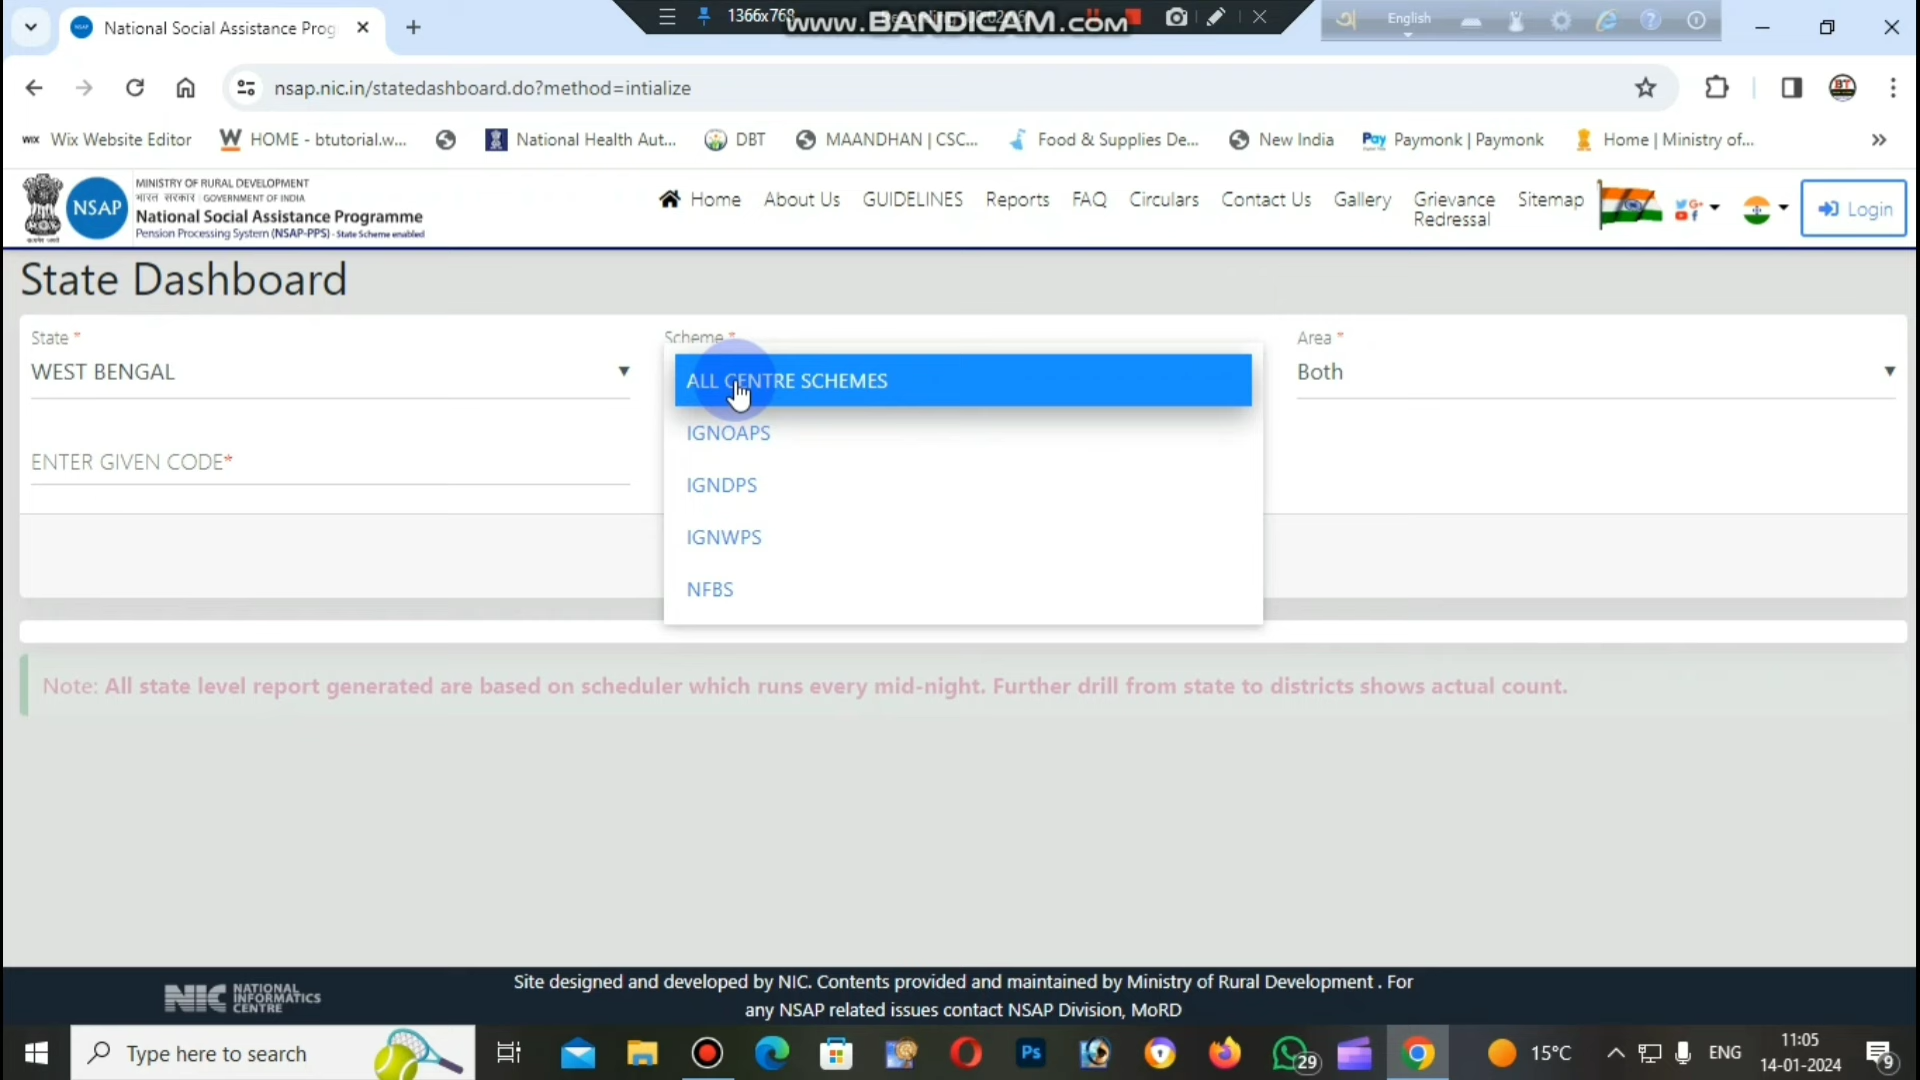 National Social Assistance Prog
1366x768
www.BANDICAM.com
English
nsap.nic.in/statedashboard.do?method=intialize
WIX Wix Website Editor
W HOME - btutorial.w...
National Health Aut...
DBT
MAANDHAN | CSC...
Food & Supplies De...
New India
Pay Paymonk | Paymonk
Home | Ministry of...
NSAP
MINISTRY OF RURAL DEVELOPMENT
भारत सरकार | GOVERNMENT OF INDIA
National Social Assistance Programme
Pension Processing System (NSAP-PPS) - State Scheme enabled
Home
About Us
GUIDELINES
Reports
FAQ
Circulars
Contact Us
Gallery
Grievance Redressal
Sitemap
Login
State Dashboard
State *
WEST BENGAL
Scheme *
ALL CENTRE SCHEMES
IGNOAPS
IGNDPS
IGNWPS
NFBS
Area *
Both
ENTER GIVEN CODE*
Note: All state level report generated are based on scheduler which runs every mid-night. Further drill from state to districts shows actual count.
NIC NATIONAL
INFORMATICS
CENTRE
Site designed and developed by NIC. Contents provided and maintained by Ministry of Rural Development . For
any NSAP related issues contact NSAP Division, MoRD
Type here to search
Ps
29
15°C
ENG
11:05
14-01-2024
9